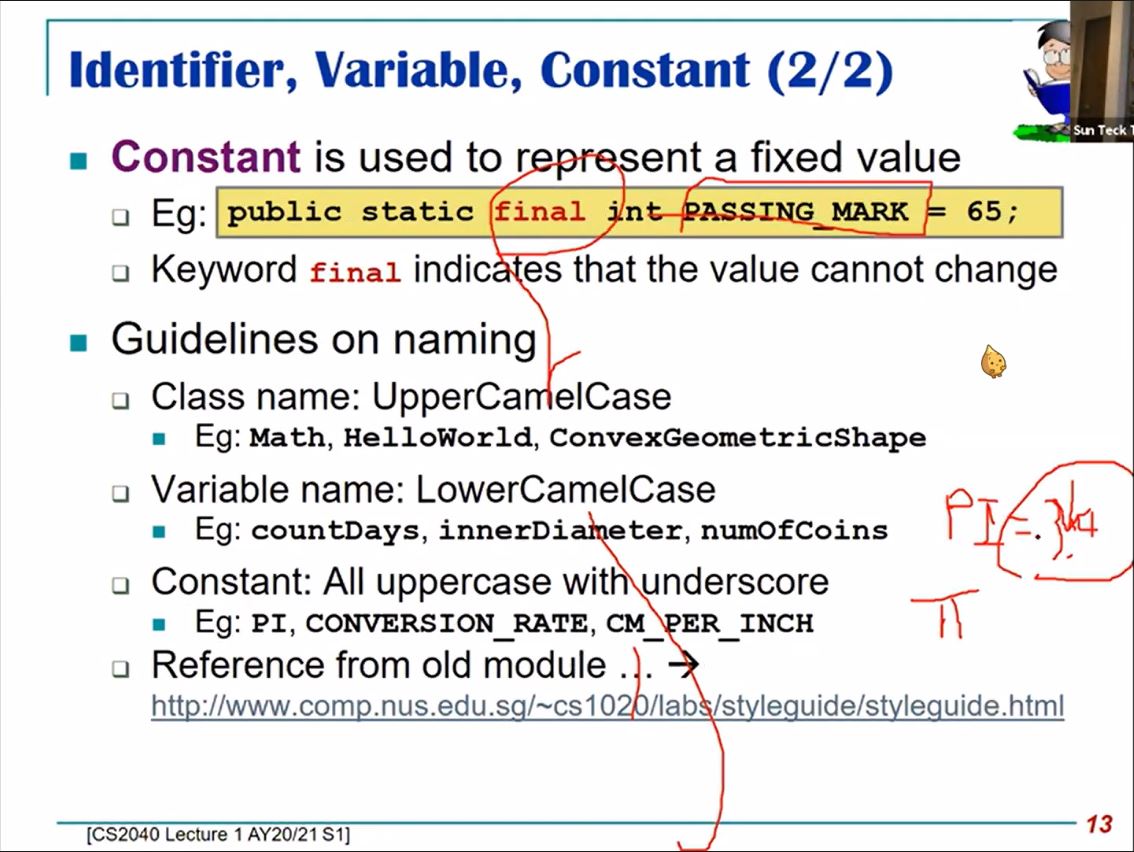 Identifier, Variable, Constant (2/2)
Sun Teck T
Constant is used to represent a fixed value
Eg: public static final int PASSING_MARK = 65;
Keyword final indicates that the value cannot change
Guidelines on naming
Class name: UpperCamelCase
Eg: Math, HelloWorld, ConvexGeometricShape
Variable name: LowerCamelCase
Eg: countDays, innerDiameter, numOfCoins
PI =
Constant: All uppercase with underscore
Eg: PI, CONVERSION_RATE, CM_PER_INCH
π
Reference from old module ... →
http://www.comp.nus.edu.sg/~cs1020/labs/styleguide/styleguide.html
[CS2040 Lecture 1 AY20/21 S1]
13